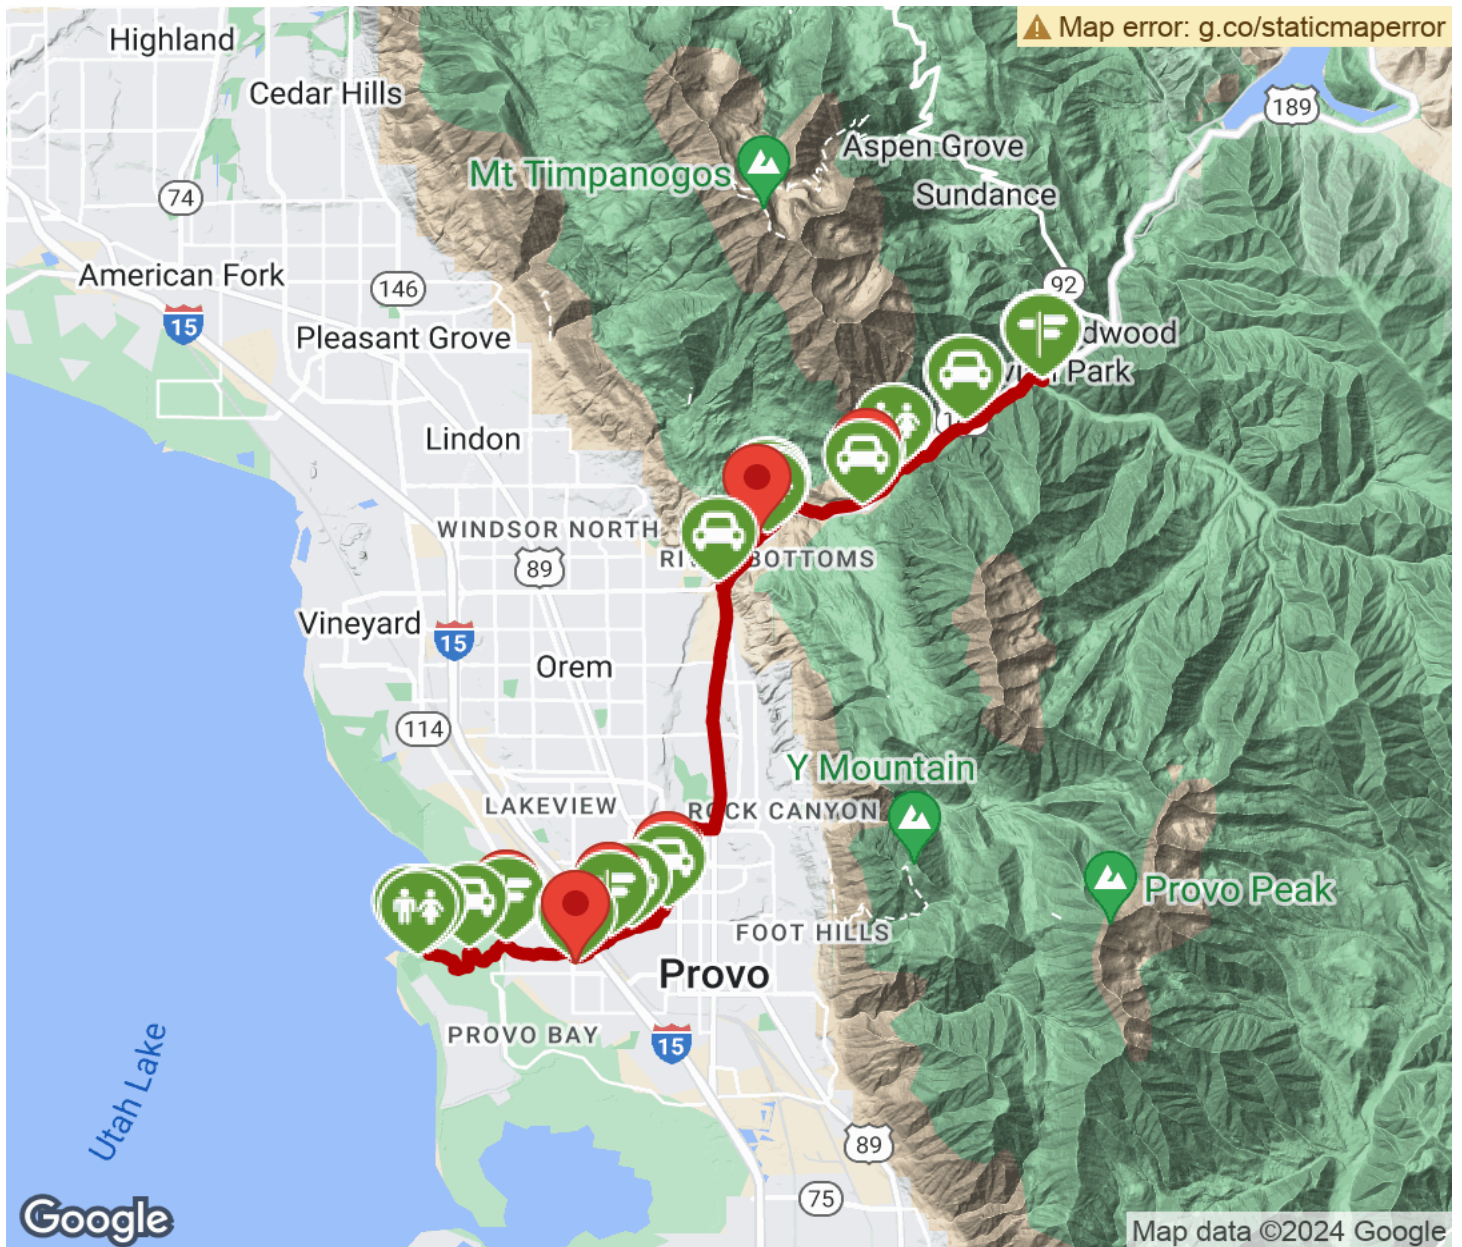 Map error: g.co/staticmaperror
Highland
Cedar Hills
189
Aspen Grove
Mt Timpanogos
Sundance
74
American Fork
146
92
15
Pleasant Grove
dwood
Park
Lindon
WINDSOR NORTH
BOTTOMS
89
Vineyard
15
Orem
114
Y Mountain
LAKEVIEW
ROCK CANYON
Provo Peak
FOOT HILLS
Provo
PROVO BAY
15
Utah Lake
89
75
Google
Map data ©2024 Google